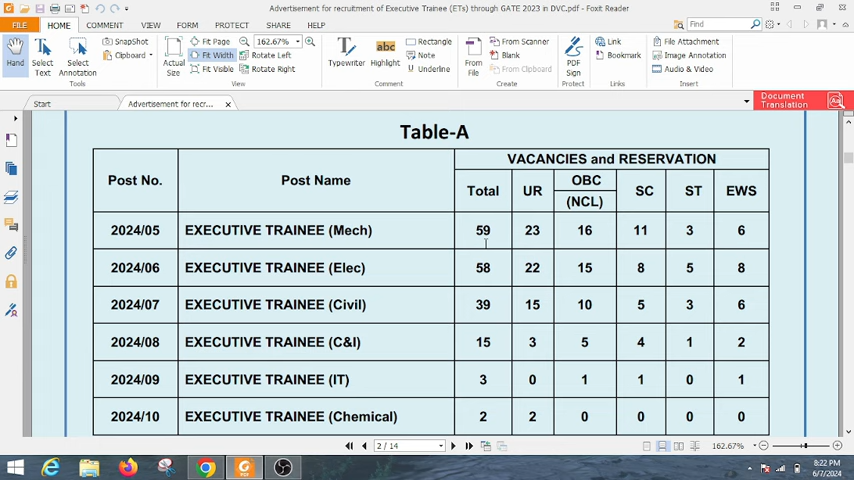 Advertisement for recruitment of Executive Trainee (ETs) through GATE 2023 in DVC.pdf - Foxit Reader
FILE HOME COMMENT VIEW FORM PROTECT SHARE HELP Find
Hand Select Text Select Annotation SnapShot Clipboard Tools
Actual Size Fit Page Fit Width Fit Visible 162.67% Rotate Left Rotate Right View
Typewriter Highlight Rectangle Note Underline Comment
From File From Scanner Blank From Clipboard Create
PDF Sign Protect
Link Bookmark Links
File Attachment Image Annotation Audio & Video Insert
Start Advertisement for recr... Document Translation
Table-A
Post No. Post Name VACANCIES and RESERVATION
Total UR OBC (NCL) SC ST EWS
2024/05 EXECUTIVE TRAINEE (Mech) 59 23 16 11 3 6
2024/06 EXECUTIVE TRAINEE (Elec) 58 22 15 8 5 8
2024/07 EXECUTIVE TRAINEE (Civil) 39 15 10 5 3 6
2024/08 EXECUTIVE TRAINEE (C&I) 15 3 5 4 1 2
2024/09 EXECUTIVE TRAINEE (IT) 3 0 1 1 0 1
2024/10 EXECUTIVE TRAINEE (Chemical) 2 2 0 0 0 0
2 / 14 162.67%
8:22 PM
6/7/2024